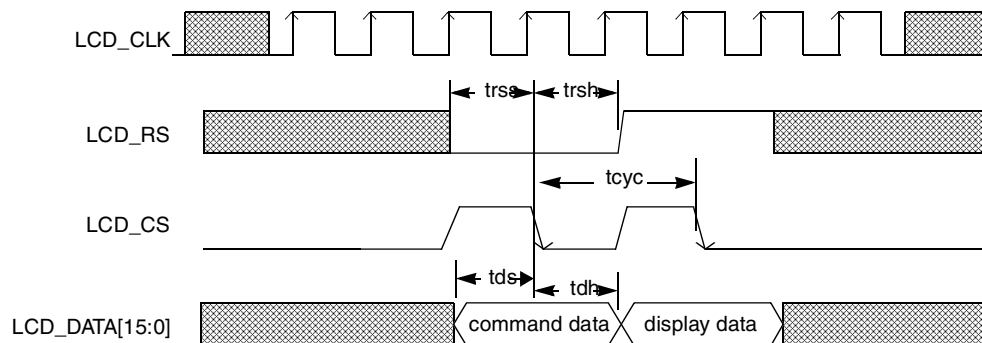 LCD_CLK
trss trsh
LCD_RS
tcyc
LCD_CS
tds tdh
LCD_DATA[15:0] command data display data